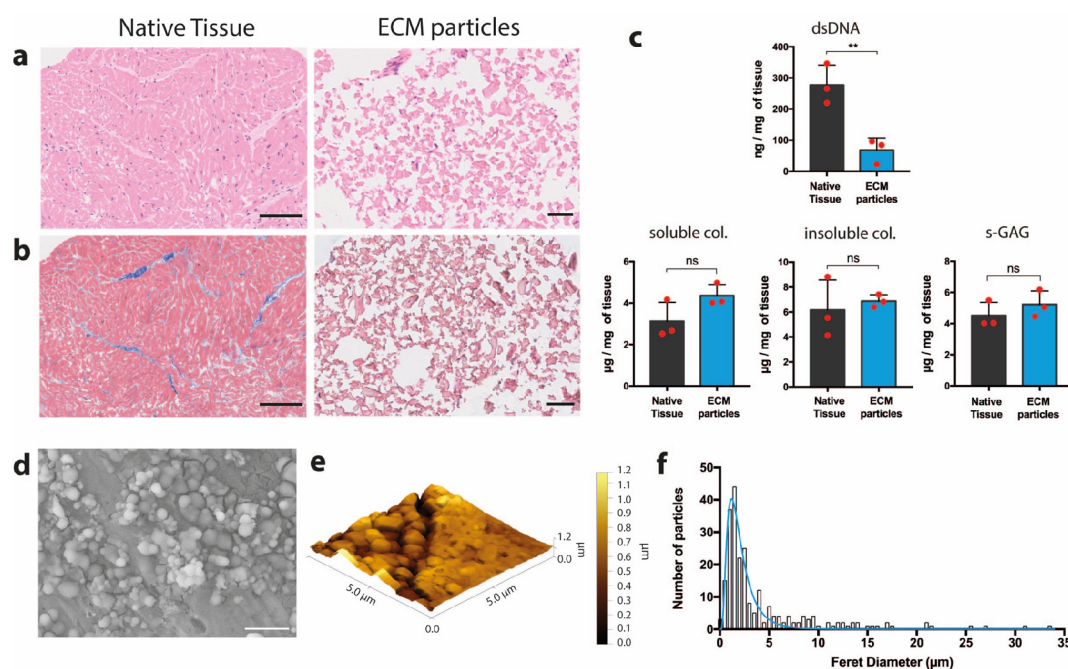 Native Tissue
ECM particles
a
b
c
dsDNA
ng / mg of tissue
400
300
200
100
0
**
Native
Tissue
ECM
particles
soluble col.
µg / mg of tissue
6
4
2
0
ns
Native
Tissue
ECM
particles
insoluble col.
µg / mg of tissue
10
8
6
4
2
0
ns
Native
Tissue
ECM
particles
s-GAG
µg / mg of tissue
8
6
4
2
0
ns
Native
Tissue
ECM
particles
d
e
5.0 µm
5.0 µm
0.0
1.2
0.0
µm
1.2
1.1
1.0
0.9
0.8
0.7
0.6
0.5
0.4
0.3
0.2
0.1
0.0
µm
f
Number of particles
50
40
30
20
10
0
0
5
10
15
20
25
30
35
Feret Diameter (µm)